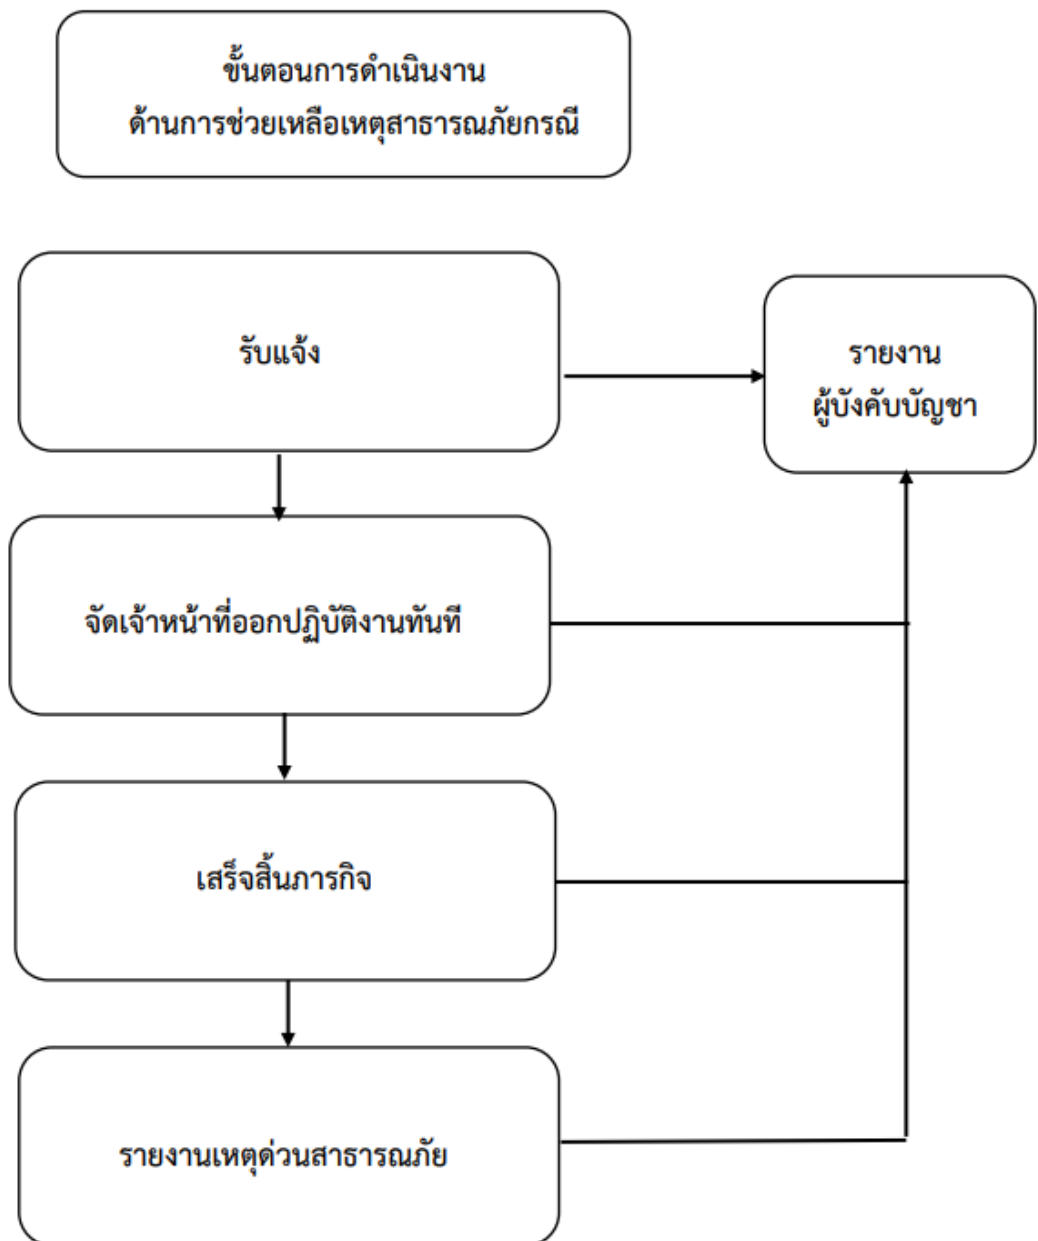 ขั้นตอนการดำเนินงาน
ด้านการช่วยเหลือเหตุสาธารณภัยกรณี
รับแจ้ง
รายงาน
ผู้บังคับบัญชา
จัดเจ้าหน้าที่ออกปฏิบัติงานทันที
เสร็จสิ้นภารกิจ
รายงานเหตุด่วนสาธารณภัย